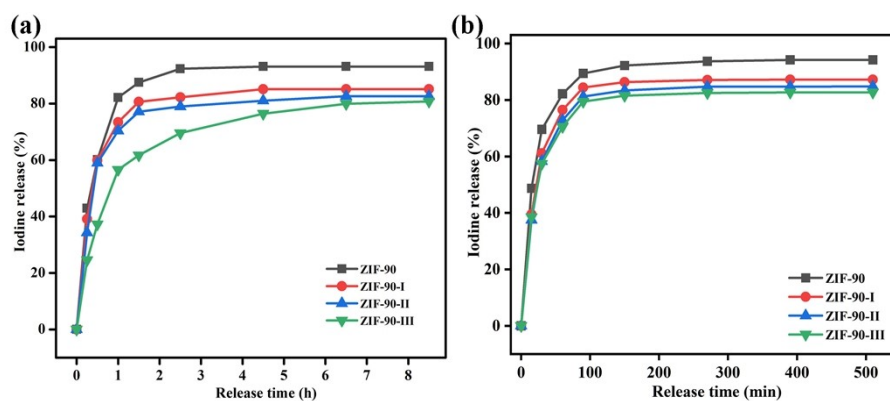 (a)
100
80
60
40
20
0
Iodine release (%)
ZIF-90
ZIF-90-I
ZIF-90-II
ZIF-90-III
0 1 2 3 4 5 6 7 8
Release time (h)
(b)
100
80
60
40
20
0
Iodine release (%)
ZIF-90
ZIF-90-I
ZIF-90-II
ZIF-90-III
0 100 200 300 400 500
Release time (min)